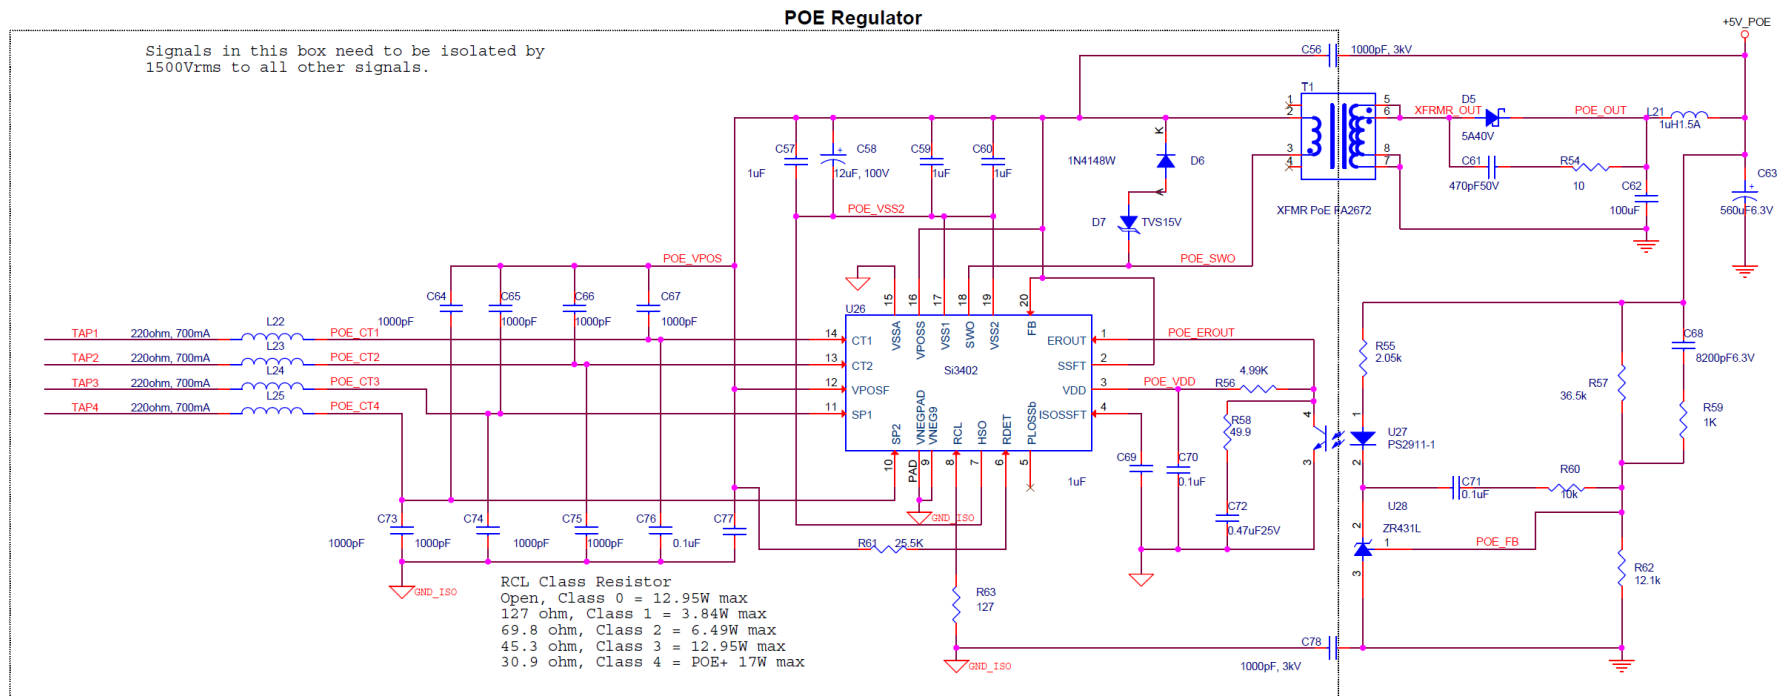 POE Regulator
+5V_POE
Signals in this box need to be isolated by
1500Vrms to all other signals.
C56
1000pF, 3kV
T1
1
2
3
4
5
6
8
7
XFMR PoE FA2672
XFRMR_OUT
D5
5A40V
POE_OUT
L21
1uH1.5A
C61
470pF50V
R54
10
C62
100uF
C63
560uF6.3V
C57
1uF
C58
12uF, 100V
C59
1uF
C60
1uF
K
1N4148W
D6
A
POE_VSS2
D7
TVS15V
POE_VPOS
POE_SWO
C64
1000pF
C65
1000pF
C66
1000pF
C67
1000pF
TAP1
220ohm, 700mA
L22
POE_CT1
TAP2
220ohm, 700mA
L23
POE_CT2
TAP3
220ohm, 700mA
L24
POE_CT3
TAP4
220ohm, 700mA
L25
POE_CT4
U26
Si3402
15
16
17
18
19
20
VSSA
VPOSS
VSS1
SWO
VSS2
FB
14
CT1
13
CT2
12
VPOSF
11
SP1
EROUT
1
SSFT
2
VDD
3
ISOSSFT
4
SP2
VNEGPAD
VNEG9
RCL
HSO
RDET
PLOSSb
10
PAD
9
8
7
6
5
POE_EROUT
POE_VDD
R56
4.99K
R58
49.9
C69
1uF
C70
0.1uF
C72
0.47uF25V
4
3
1
2
U27
PS2911-1
R55
2.05k
R57
36.5k
C68
8200pF6.3V
R59
1K
C71
0.1uF
R60
10k
U28
2
ZR431L
1
3
POE_FB
R62
12.1k
GND_ISO
C73
1000pF
C74
1000pF
C75
1000pF
C76
1000pF
C77
0.1uF
R61
25.5K
GND_ISO
R63
127
GND_ISO
C78
1000pF, 3kV
RCL Class Resistor
Open, Class 0 = 12.95W max
127 ohm, Class 1 = 3.84W max
69.8 ohm, Class 2 = 6.49W max
45.3 ohm, Class 3 = 12.95W max
30.9 ohm, Class 4 = POE+ 17W max